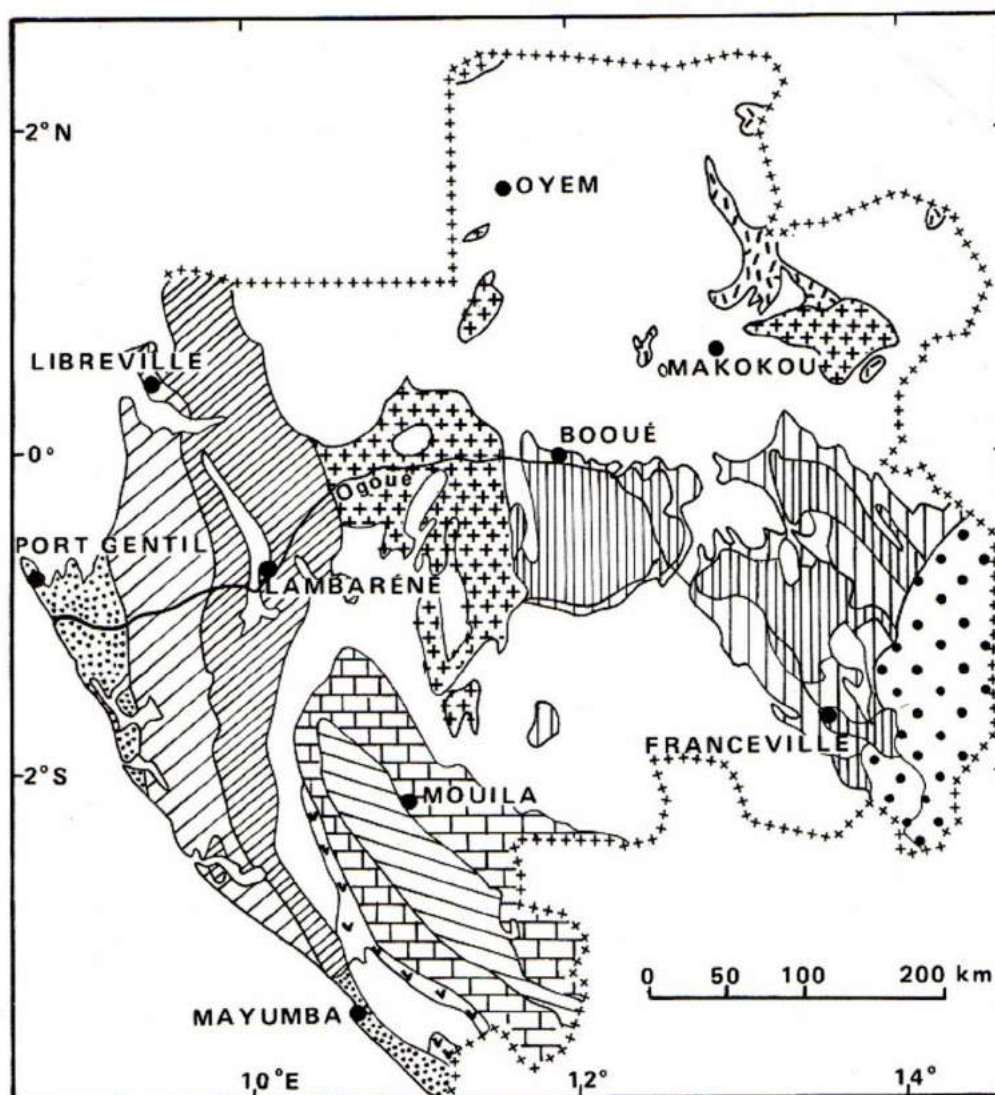 2°N
OYEM
LIBREVILLE
MAKOKOU
0°
BOOUÉ
Ogoué
PORT GENTIL
LAMBARÉNÉ
FRANCEVILLE
2°S
MOUILA
0 50 100 200 km
MAYUMBA
10°E 12° 14°